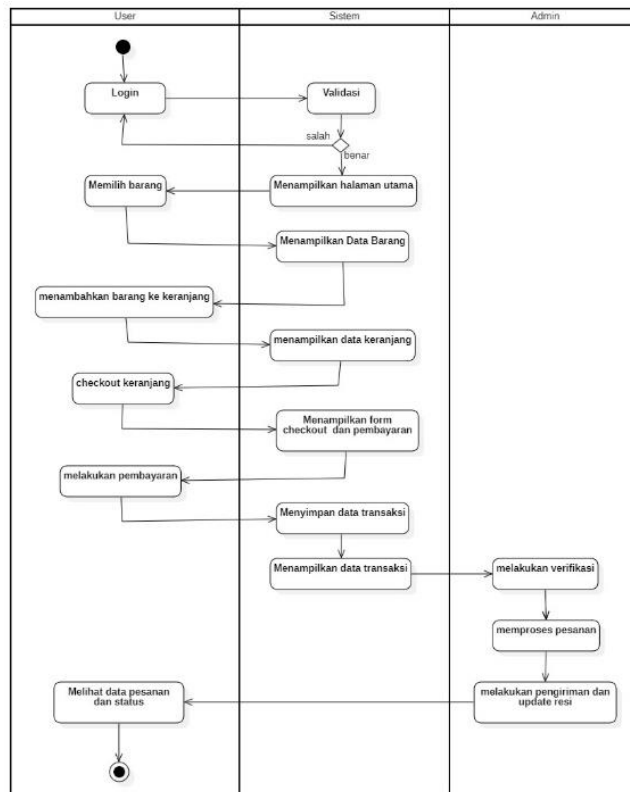 User
Sistem
Admin
Login
Validasi
salah
benar
Memilih barang
Menampilkan halaman utama
Menampilkan Data Barang
menambahkan barang ke keranjang
menampilkan data keranjang
checkout keranjang
Menampilkan form
checkout dan pembayaran
melakukan pembayaran
Menyimpan data transaksi
Menampilkan data transaksi
melakukan verifikasi
memproses pesanan
Melihat data pesanan
dan status
melakukan pengiriman dan
update resi